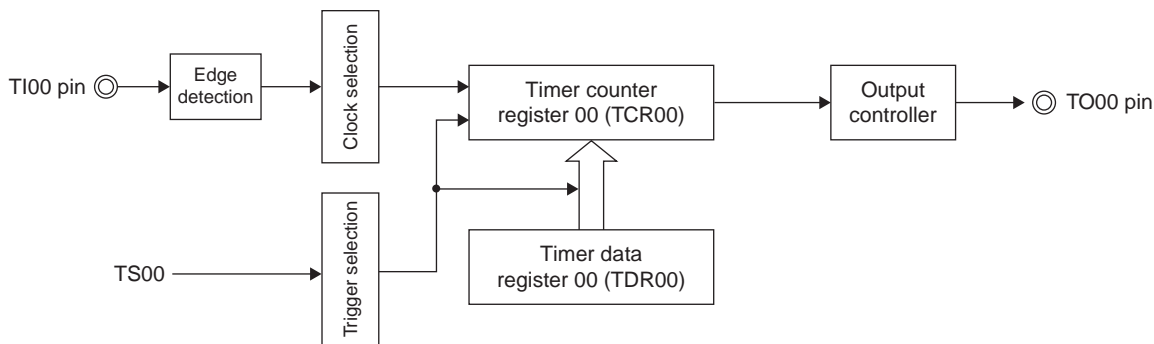 TI00 pin
Edge
detection
Clock selection
Timer counter
register 00 (TCR00)
Output
controller
TO00 pin
TS00
Trigger selection
Timer data
register 00 (TDR00)